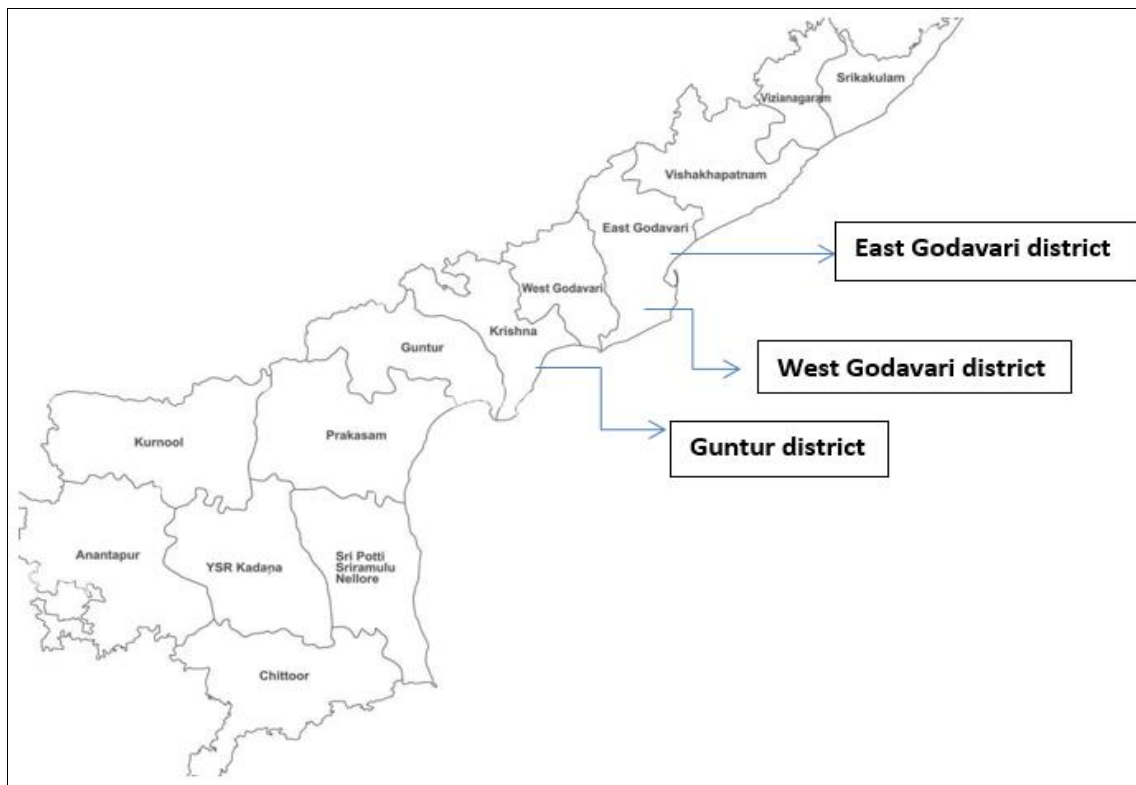 Srikakulam
Vizianagaram
Vishakhapatnam
East Godavari
East Godavari district
West Godavari
Krishna
Guntur
West Godavari district
Guntur district
Prakasam
Kurnool
Anantapur
YSR Kadapa
Sri Potti
Sriramulu
Nellore
Chittoor